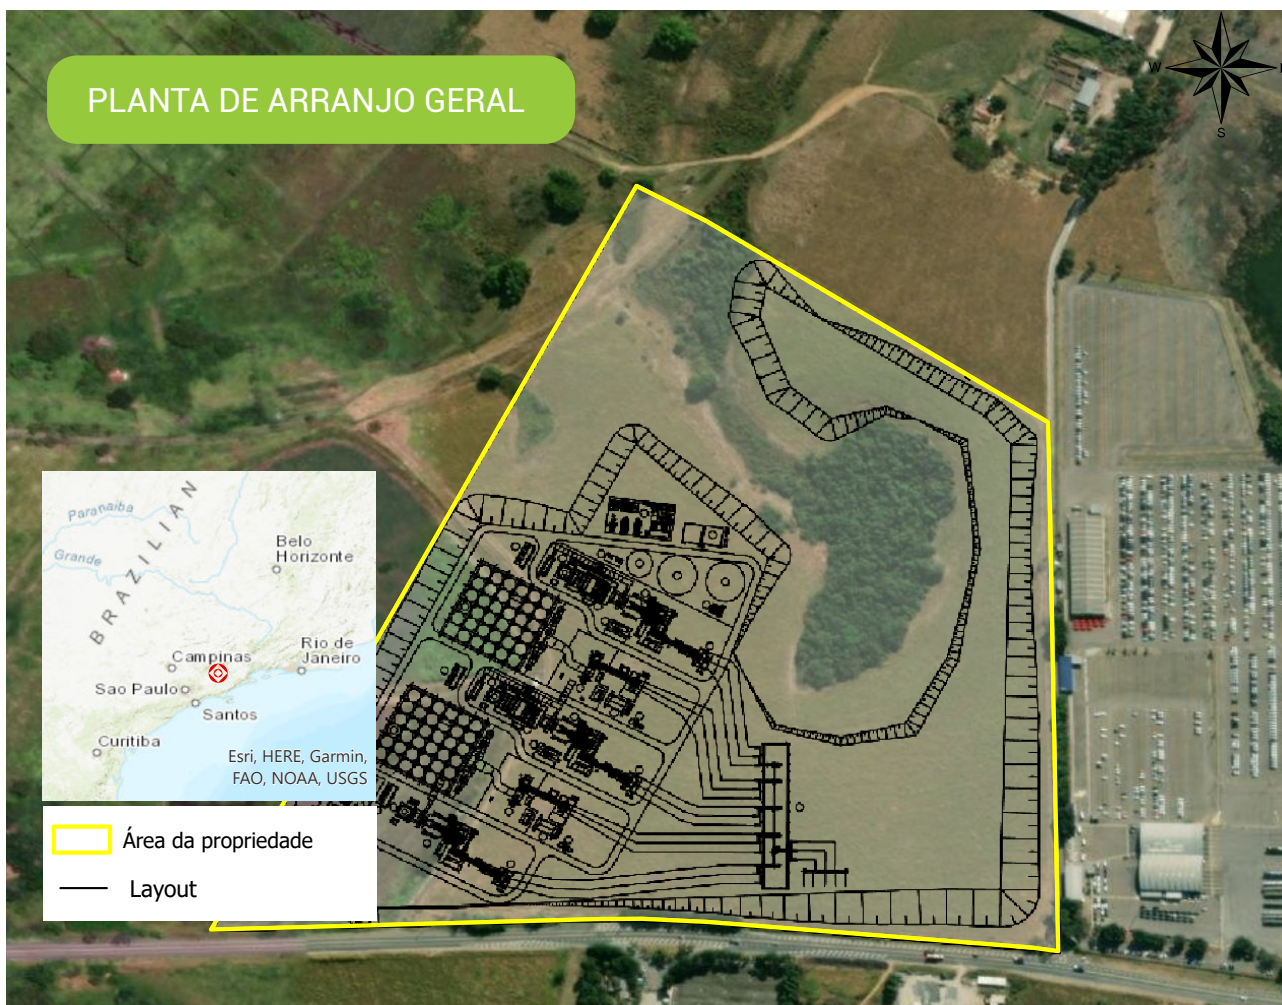 PLANTA DE ARRANJO GERAL
W
S
Paranaiba
Grande
BRAZILIAN
Belo
Horizonte
Rio de
Janeiro
Campinas
Sao Paulo
Santos
Curitiba
Esri, HERE, Garmin,
FAO, NOAA, USGS
Área da propriedade
Layout